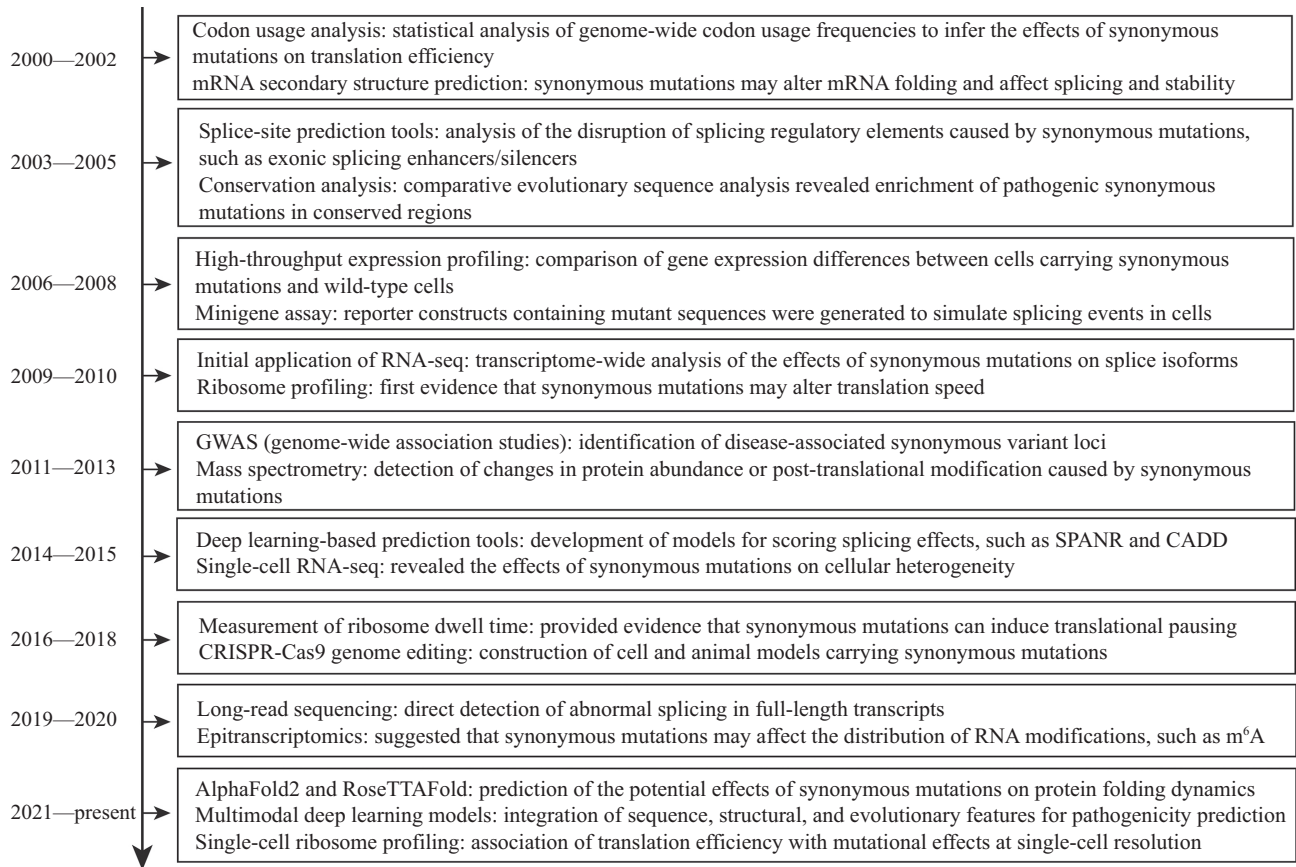 2000—2002
Codon usage analysis: statistical analysis of genome-wide codon usage frequencies to infer the effects of synonymous
mutations on translation efficiency
mRNA secondary structure prediction: synonymous mutations may alter mRNA folding and affect splicing and stability
2003—2005
Splice-site prediction tools: analysis of the disruption of splicing regulatory elements caused by synonymous mutations,
such as exonic splicing enhancers/silencers
Conservation analysis: comparative evolutionary sequence analysis revealed enrichment of pathogenic synonymous
mutations in conserved regions
2006—2008
High-throughput expression profiling: comparison of gene expression differences between cells carrying synonymous
mutations and wild-type cells
Minigene assay: reporter constructs containing mutant sequences were generated to simulate splicing events in cells
2009—2010
Initial application of RNA-seq: transcriptome-wide analysis of the effects of synonymous mutations on splice isoforms
Ribosome profiling: first evidence that synonymous mutations may alter translation speed
2011—2013
GWAS (genome-wide association studies): identification of disease-associated synonymous variant loci
Mass spectrometry: detection of changes in protein abundance or post-translational modification caused by synonymous
mutations
2014—2015
Deep learning-based prediction tools: development of models for scoring splicing effects, such as SPANR and CADD
Single-cell RNA-seq: revealed the effects of synonymous mutations on cellular heterogeneity
2016—2018
Measurement of ribosome dwell time: provided evidence that synonymous mutations can induce translational pausing
CRISPR-Cas9 genome editing: construction of cell and animal models carrying synonymous mutations
2019—2020
Long-read sequencing: direct detection of abnormal splicing in full-length transcripts
Epitranscriptomics: suggested that synonymous mutations may affect the distribution of RNA modifications, such as m⁶A
2021—present
AlphaFold2 and RoseTTAFold: prediction of the potential effects of synonymous mutations on protein folding dynamics
Multimodal deep learning models: integration of sequence, structural, and evolutionary features for pathogenicity prediction
Single-cell ribosome profiling: association of translation efficiency with mutational effects at single-cell resolution